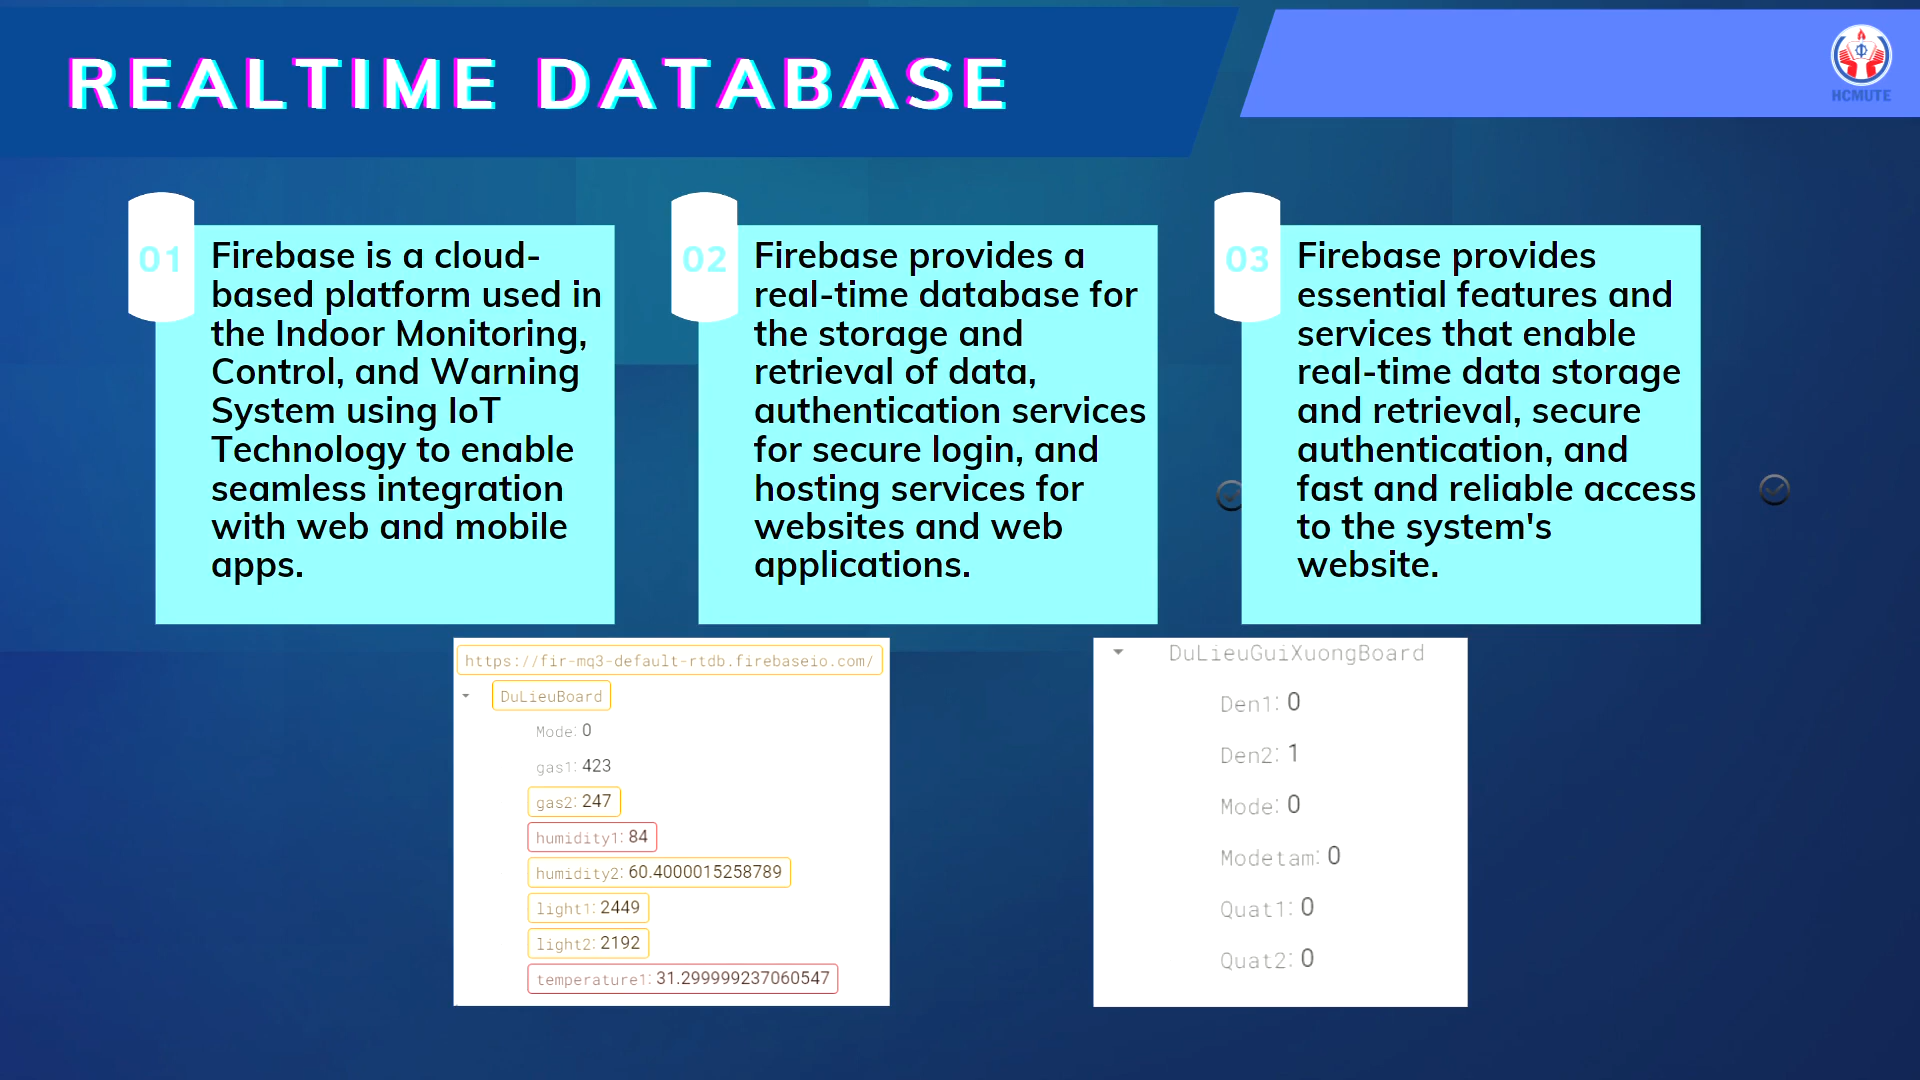 REALTIME DATABASE
HCMUTE
01
Firebase is a cloud-
based platform used in
the Indoor Monitoring,
Control, and Warning
System using IoT
Technology to enable
seamless integration
with web and mobile
apps.
02
Firebase provides a
real-time database for
the storage and
retrieval of data,
authentication services
for secure login, and
hosting services for
websites and web
applications.
03
Firebase provides
essential features and
services that enable
real-time data storage
and retrieval, secure
authentication, and
fast and reliable access
to the system's
website.
https://fir-mq3-default-rtdb.firebaseio.com/
DuLieuBoard
Mode: 0
gas1: 423
gas2: 247
humidity1: 84
humidity2: 60.4000015258789
light1: 2449
light2: 2192
temperature1: 31.299999237060547
DuLieuGuiXuongBoard
Den1: 0
Den2: 1
Mode: 0
Modetam: 0
Quat1: 0
Quat2: 0